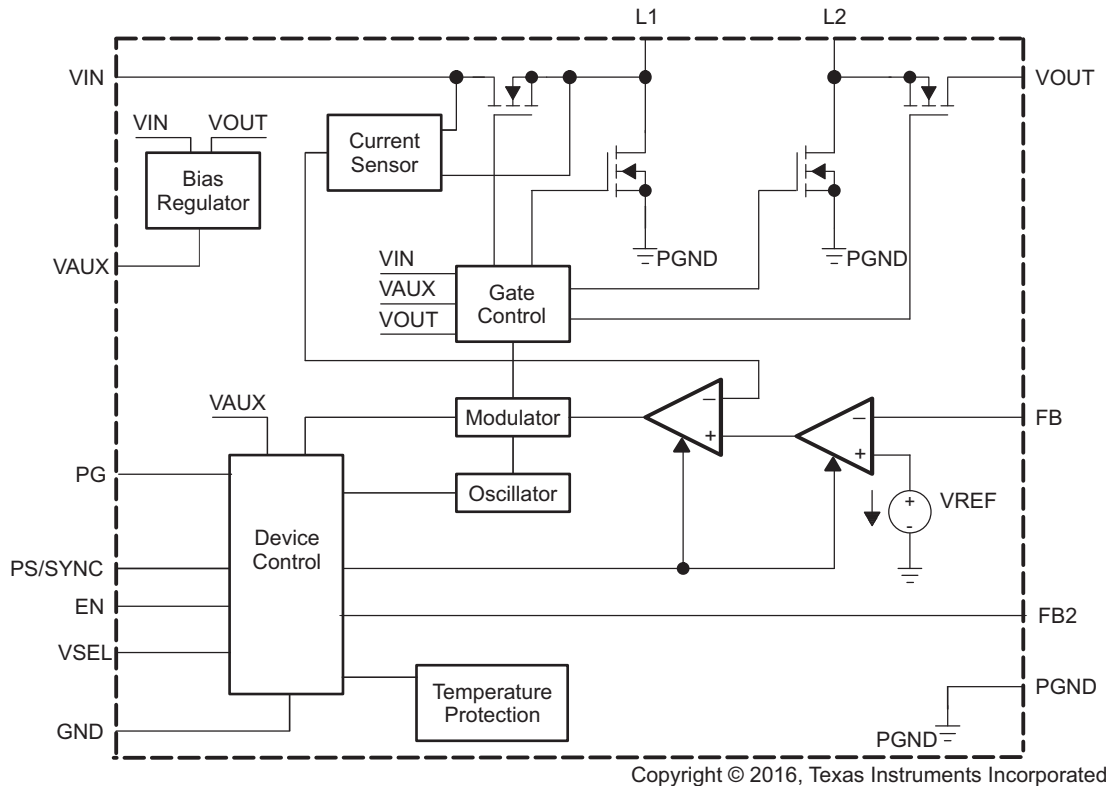 L1
L2
VIN
VOUT
VIN
VOUT
Current
Sensor
Bias
Regulator
VAUX
PGND
PGND
VIN
VAUX
VOUT
Gate
Control
VAUX
Modulator
−
+
−
+
FB
PG
Oscillator
+
-
VREF
Device
Control
PS/SYNC
EN
FB2
VSEL
Temperature
Protection
PGND
GND
PGND
Copyright © 2016, Texas Instruments Incorporated